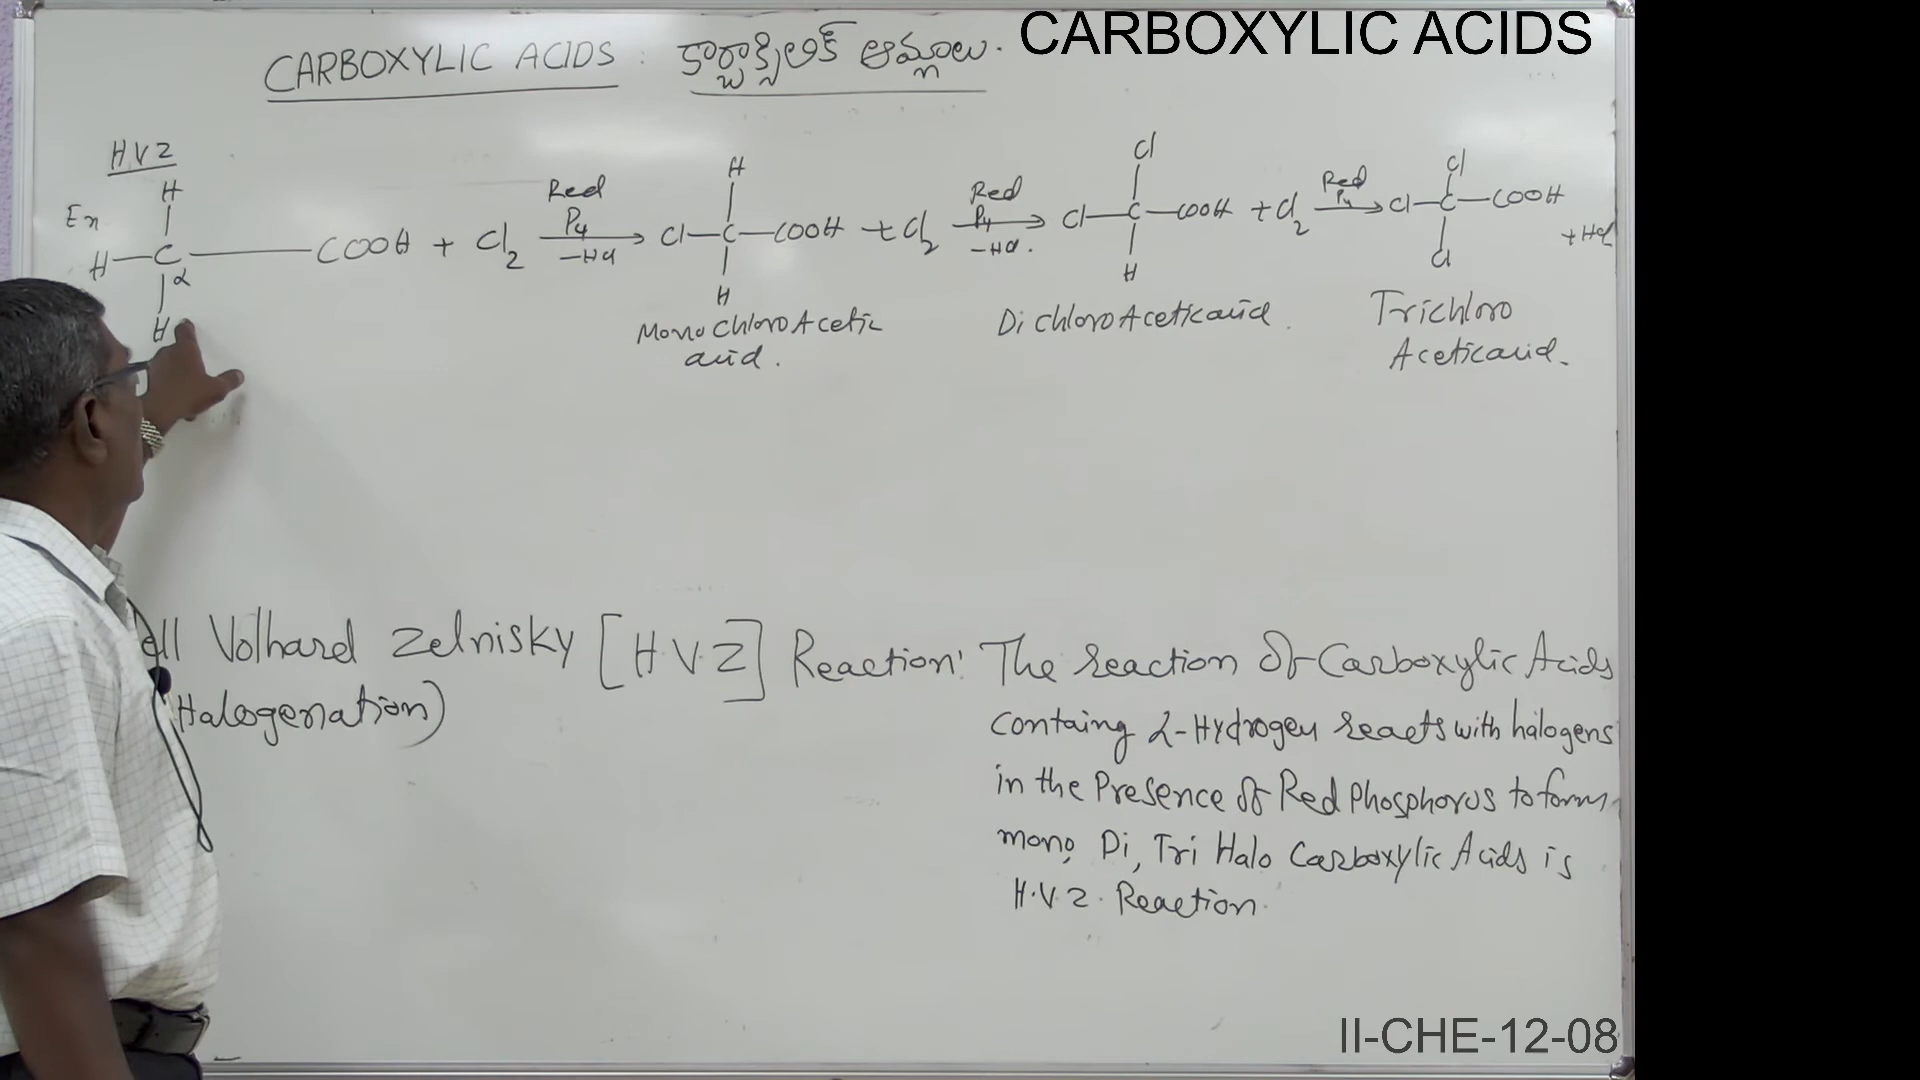 CARBOXYLIC ACIDS
CARBOXYLIC ACIDS : కార్బాక్సిలిక్ ఆమ్లాలు.
HVZ
Ex
H
H—C—COOH + Cl2 Red P4 —HCl → Cl—C—COOH + Cl2 Red P4 —HCl. → Cl—C—COOH + Cl2 Red P4 → Cl—C—COOH + HCl
α
H
H
H
Cl
H
Cl
Cl
Mono Chloro Acetic
acid.
Di chloro Acetic acid.
Trichloro
Acetic acid.
ell Volhard Zelnisky [H.V.Z] Reaction: The reaction of Carboxylic Acids
Halogenation)
containg α-Hydrogen reacts with halogens
in the Presence of Red Phosphorus to form
mono, Di, Tri Halo Carboxylic Acids is
H.V.Z. Reaction.
II-CHE-12-08